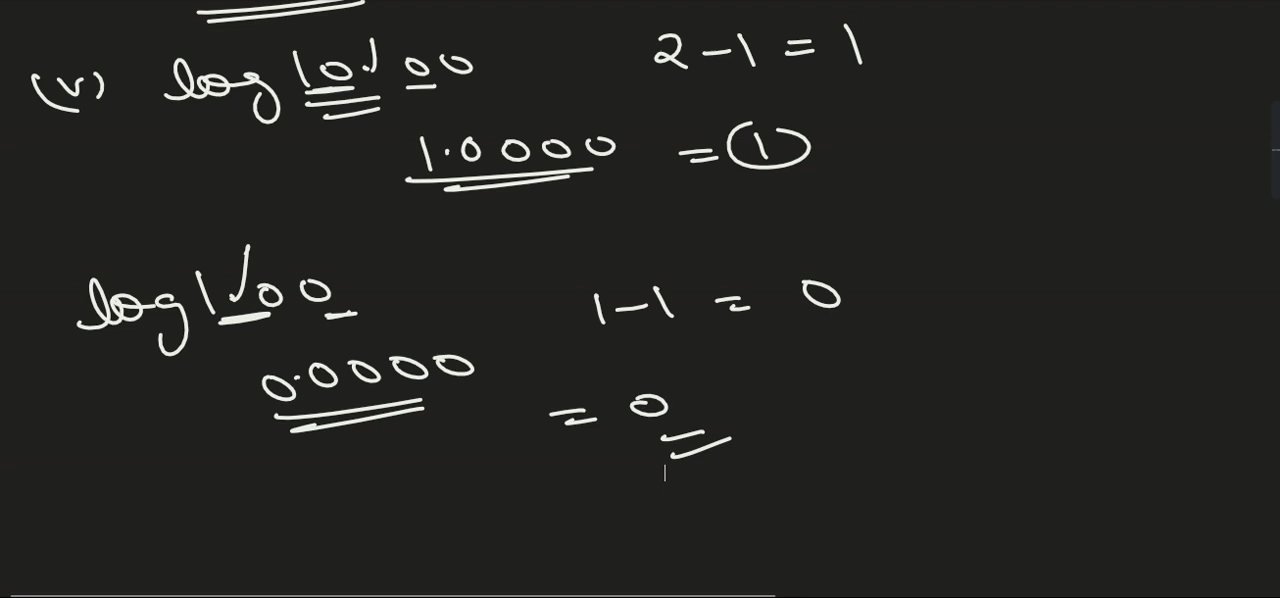 (v) log 10.00 2 - 1 = 1
1.0000 = 1
log 1.00 1 - 1 = 0
0.0000 = 0